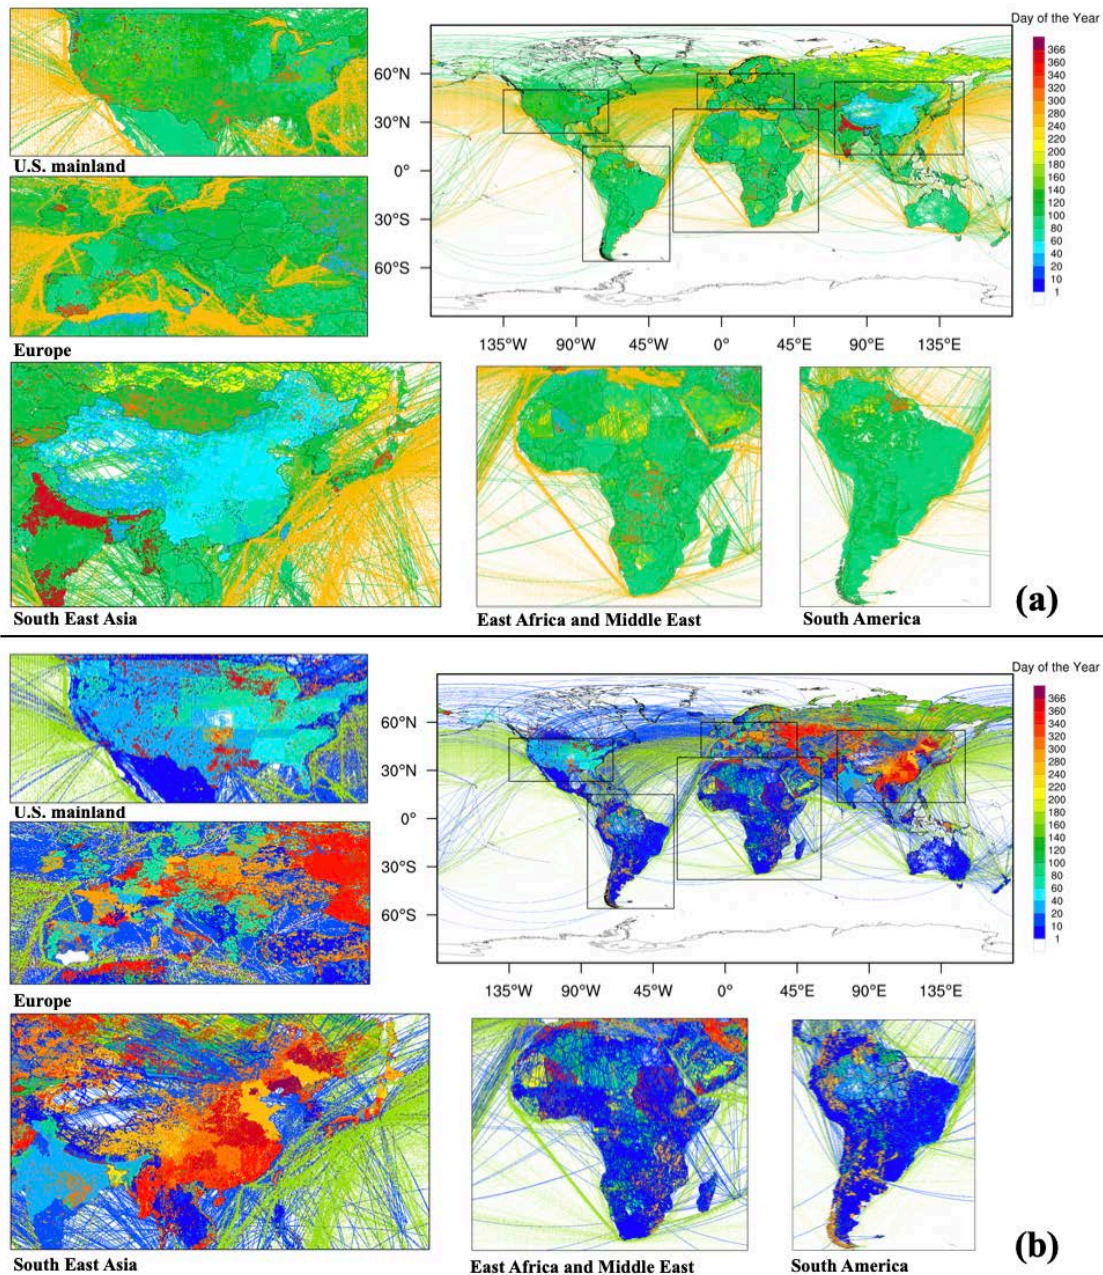 Day of the Year
60°N
30°N
0°
30°S
60°S
135°W 90°W 45°W 0° 45°E 90°E 135°E
366
360
340
320
300
280
260
240
220
200
180
160
140
120
100
80
60
40
20
10
1
U.S. mainland
Europe
South East Asia
East Africa and Middle East
South America
(a)
Day of the Year
60°N
30°N
0°
30°S
60°S
135°W 90°W 45°W 0° 45°E 90°E 135°E
366
360
340
320
300
280
260
240
220
200
180
160
140
120
100
80
60
40
20
10
1
U.S. mainland
Europe
South East Asia
East Africa and Middle East
South America
(b)